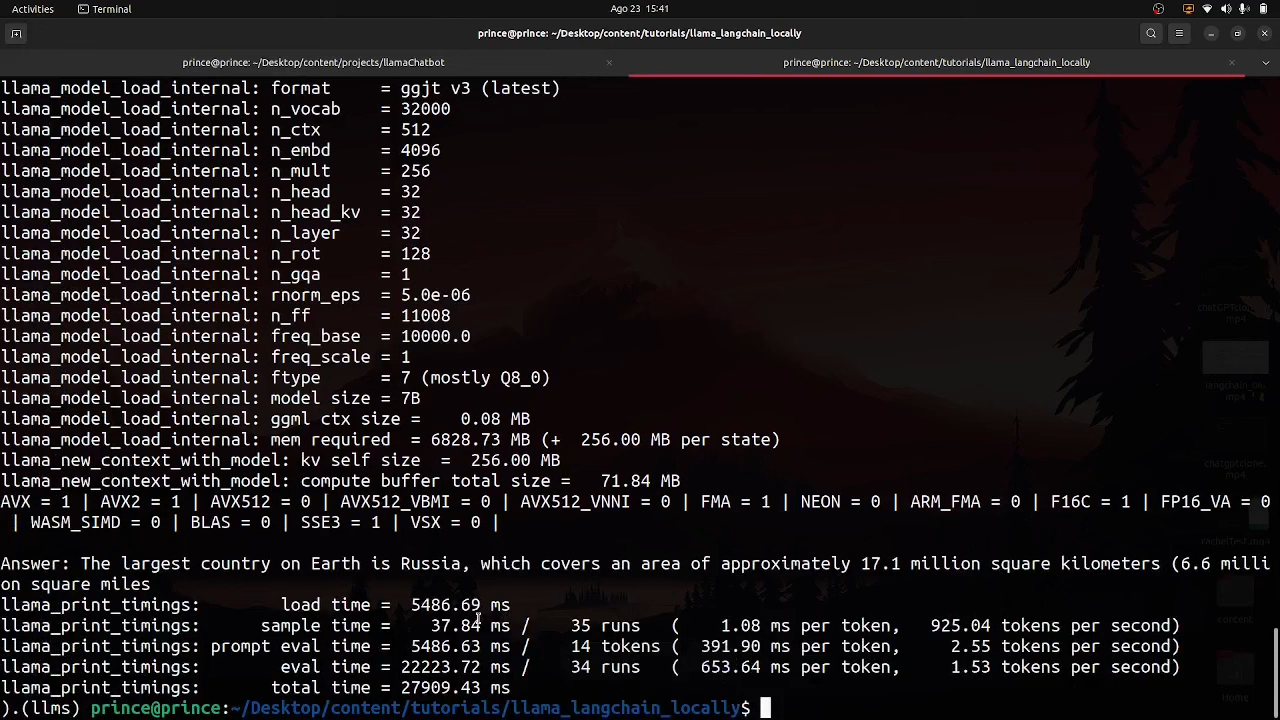 Activities Terminal Ago 23 15:41
prince@prince: ~/Desktop/content/tutorials/llama_langchain_locally
prince@prince: ~/Desktop/content/projects/llamaChatbot × prince@prince: ~/Desktop/content/tutorials/llama_langchain_locally ×
llama_model_load_internal: format     = ggjt v3 (latest)
llama_model_load_internal: n_vocab    = 32000
llama_model_load_internal: n_ctx      = 512
llama_model_load_internal: n_embd     = 4096
llama_model_load_internal: n_mult     = 256
llama_model_load_internal: n_head     = 32
llama_model_load_internal: n_head_kv  = 32
llama_model_load_internal: n_layer    = 32
llama_model_load_internal: n_rot      = 128
llama_model_load_internal: n_gqa      = 1
llama_model_load_internal: rnorm_eps  = 5.0e-06
llama_model_load_internal: n_ff       = 11008
llama_model_load_internal: freq_base  = 10000.0
llama_model_load_internal: freq_scale = 1
llama_model_load_internal: ftype      = 7 (mostly Q8_0)
llama_model_load_internal: model size = 7B
llama_model_load_internal: ggml ctx size =    0.08 MB
llama_model_load_internal: mem required  = 6828.73 MB (+  256.00 MB per state)
llama_new_context_with_model: kv self size  =  256.00 MB
llama_new_context_with_model: compute buffer total size =   71.84 MB
AVX = 1 | AVX2 = 1 | AVX512 = 0 | AVX512_VBMI = 0 | AVX512_VNNI = 0 | FMA = 1 | NEON = 0 | ARM_FMA = 0 | F16C = 1 | FP16_VA = 0
 | WASM_SIMD = 0 | BLAS = 0 | SSE3 = 1 | VSX = 0 |
Answer: The largest country on Earth is Russia, which covers an area of approximately 17.1 million square kilometers (6.6 milli
on square miles
llama_print_timings:        load time =  5486.69 ms
llama_print_timings:      sample time =    37.84 ms /    35 runs   (    1.08 ms per token,   925.04 tokens per second)
llama_print_timings: prompt eval time =  5486.63 ms /    14 tokens (  391.90 ms per token,     2.55 tokens per second)
llama_print_timings:        eval time = 22223.72 ms /    34 runs   (  653.64 ms per token,     1.53 tokens per second)
llama_print_timings:       total time = 27909.43 ms
).(llms) prince@prince:~/Desktop/content/tutorials/llama_langchain_locally$
content
Home